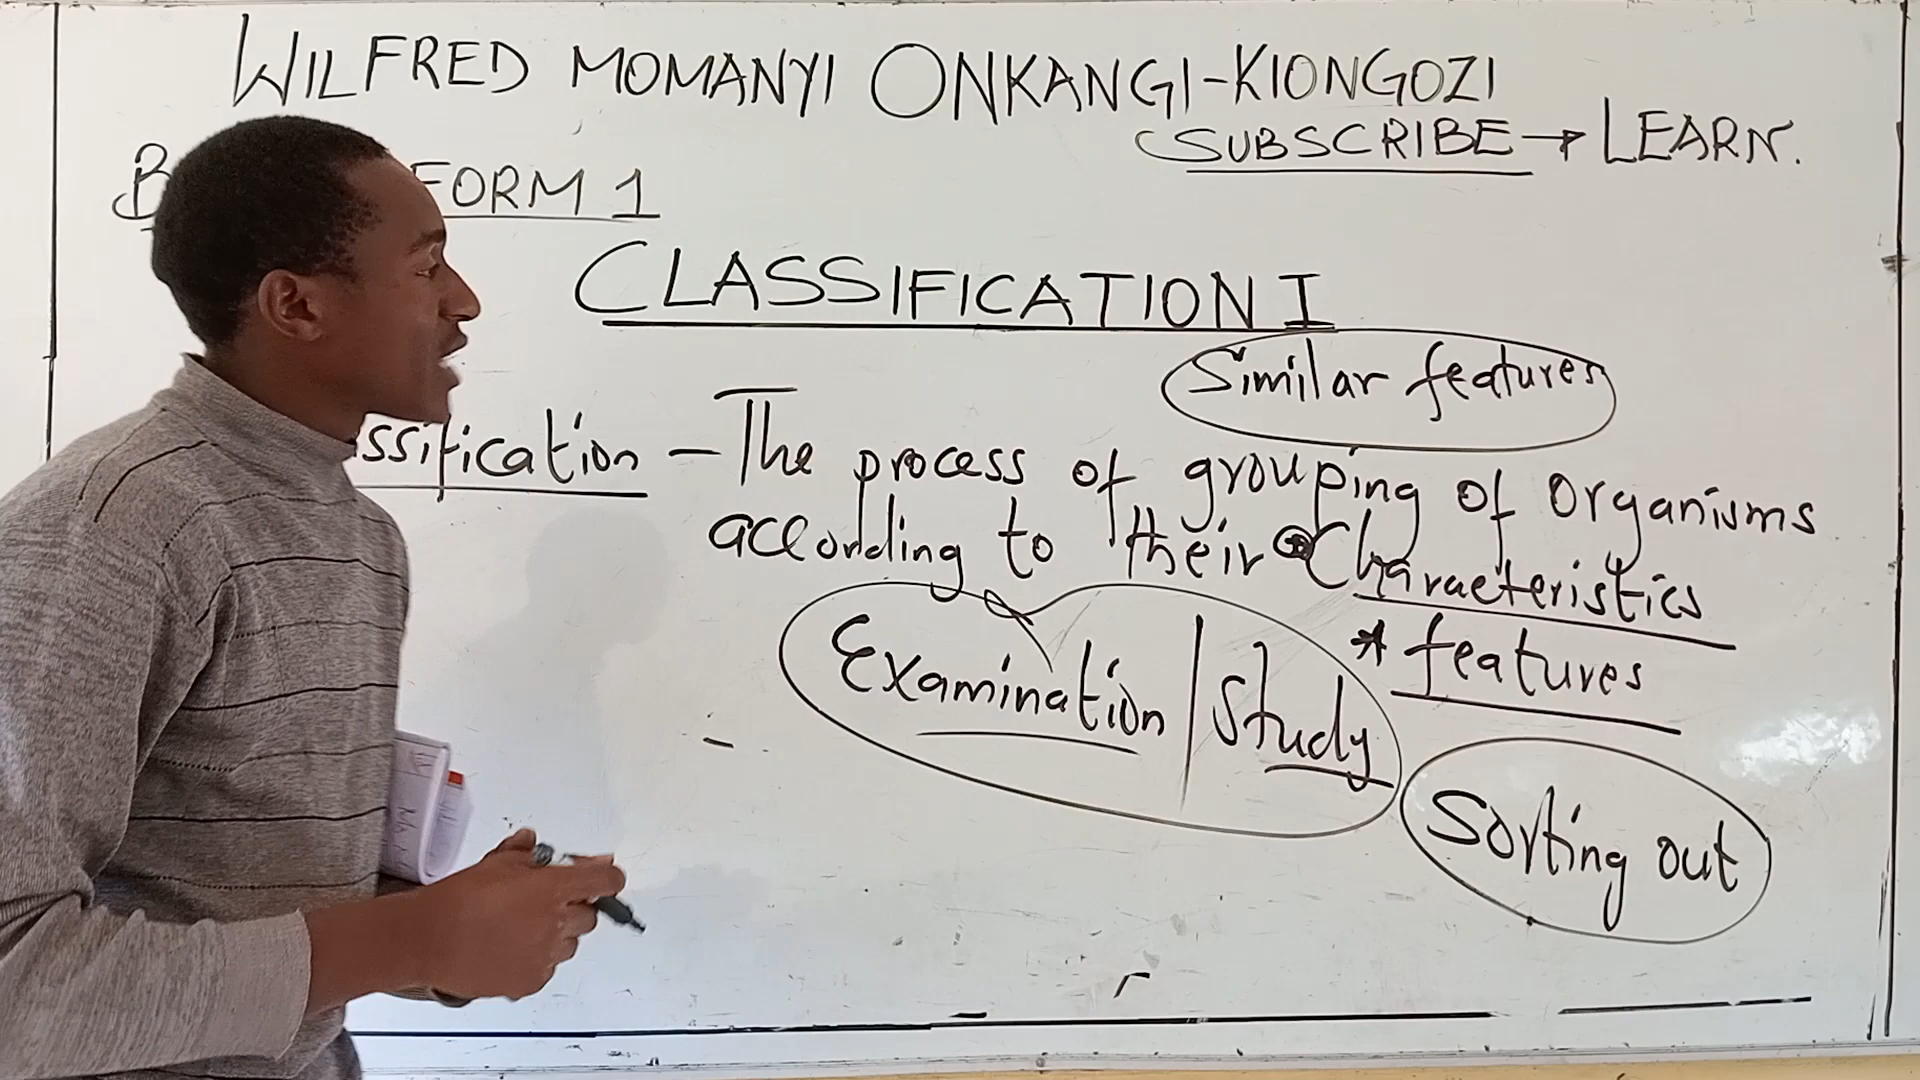 WILFRED MOMANYI ONKANGI-KIONGOZI
SUBSCRIBE → LEARN.
B FORM 1
CLASSIFICATION I
Similar features
ssification - The process of grouping of organisms
according to their Characteristics
* features
Examination | Study
Sorting out